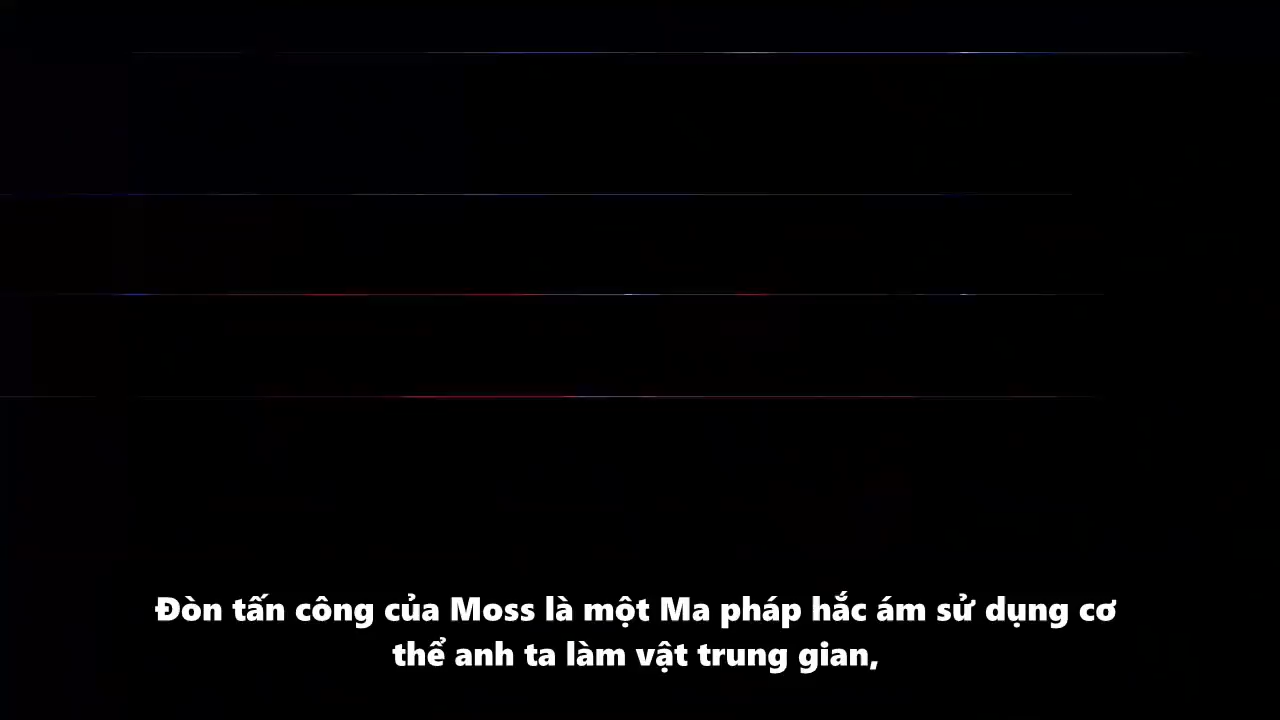 Đòn tấn công của Moss là một Ma pháp hắc ám sử dụng cơ
thể anh ta làm vật trung gian,